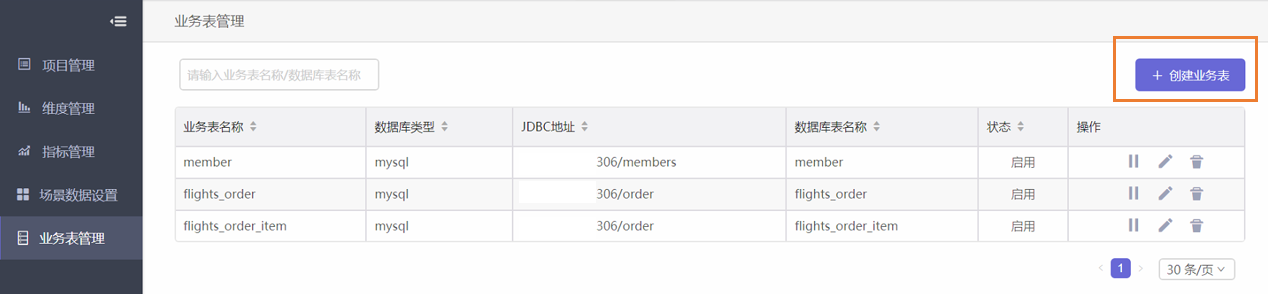 业务表管理
项目管理
维度管理
指标管理
场景数据设置
业务表管理
请输入业务表名称/数据库表名称
+ 创建业务表
业务表名称 数据库类型 JDBC地址 数据库表名称 状态 操作
member mysql 306/members member 启用
flights_order mysql 306/order flights_order 启用
flights_order_item mysql 306/order flights_order_item 启用
< 1 > 30 条/页